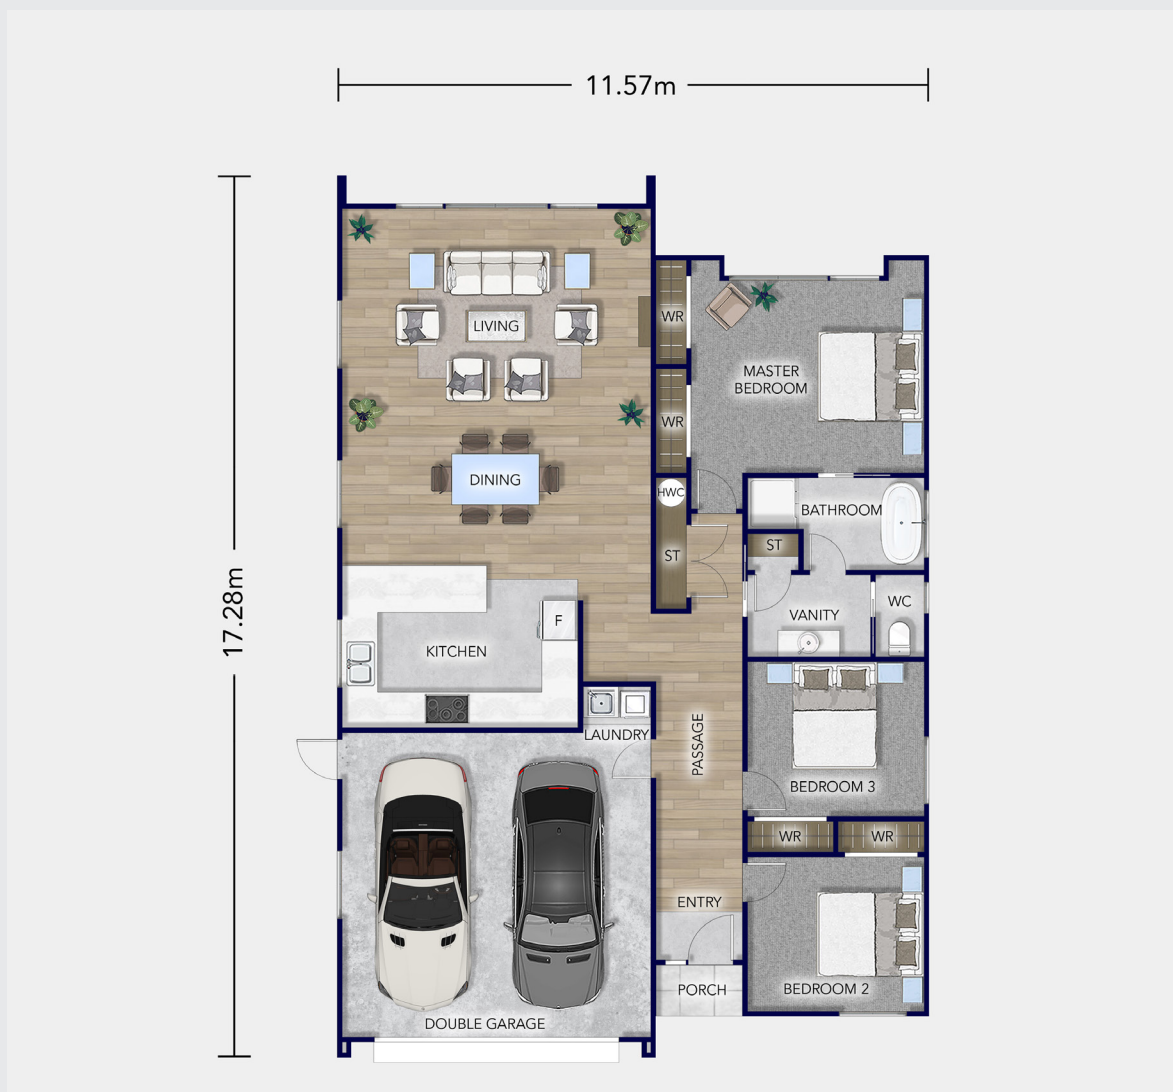 11.57m
17.28m
LIVING
WR
MASTER
BEDROOM
WR
DINING
HWC
BATHROOM
ST
ST
WC
VANITY
F
KITCHEN
LAUNDRY
PASSAGE
BEDROOM 3
WR
WR
ENTRY
BEDROOM 2
PORCH
DOUBLE GARAGE